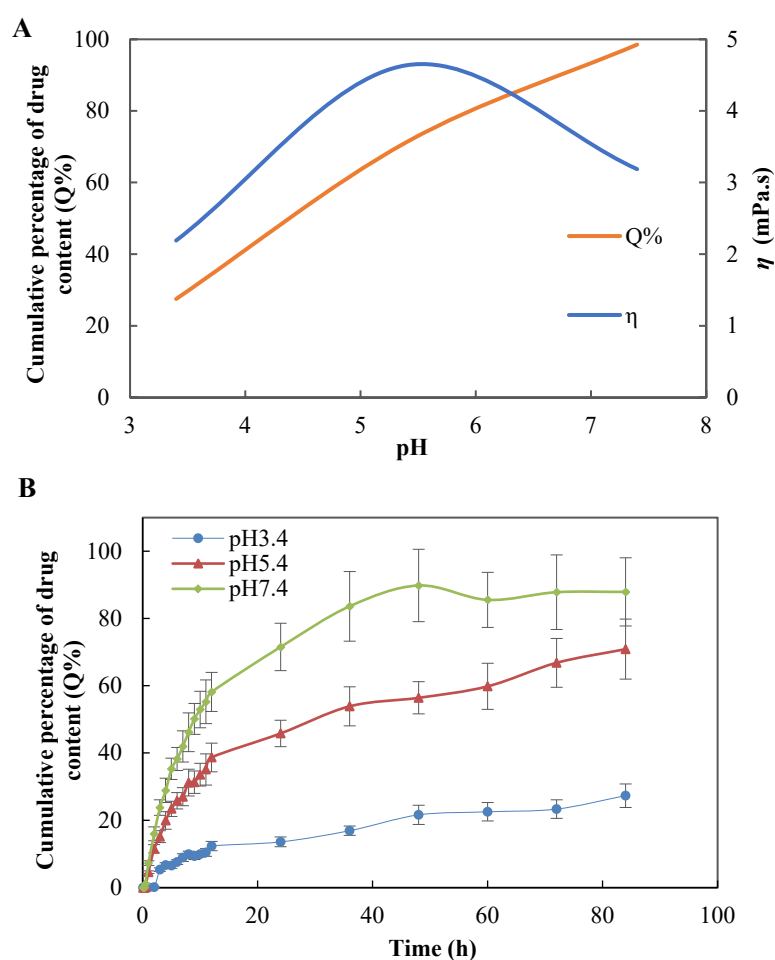 A
Cumulative percentage of drug
content (Q%)
100
80
60
40
20
0
5
4
3
2
1
0
η (mPa.s)
Q%
η
3 4 5 6 7 8
pH
B
Cumulative percentage of drug
content (Q%)
100
80
60
40
20
0
pH3.4
pH5.4
pH7.4
0 20 40 60 80 100
Time (h)